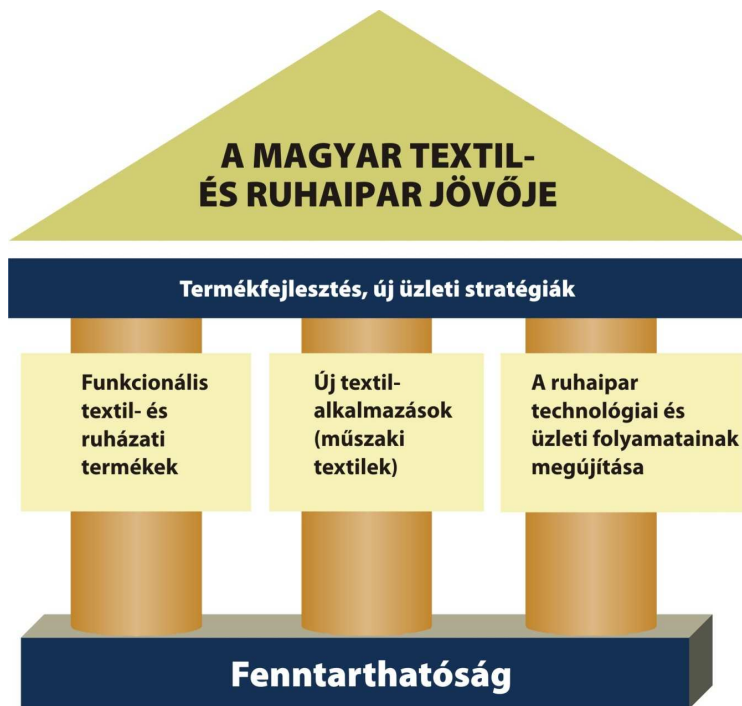 A MAGYAR TEXTIL-
ÉS RUHAIPAR JÖVŐJE
Termékfejlesztés, új üzleti stratégiák
Funkcionális
textil- és
ruházati
termékek
Új textil-
alkalmazások
(műszaki
textilek)
A ruhaipar
technológiai és
üzleti folyamatainak
megújítása
Fenntarthatóság